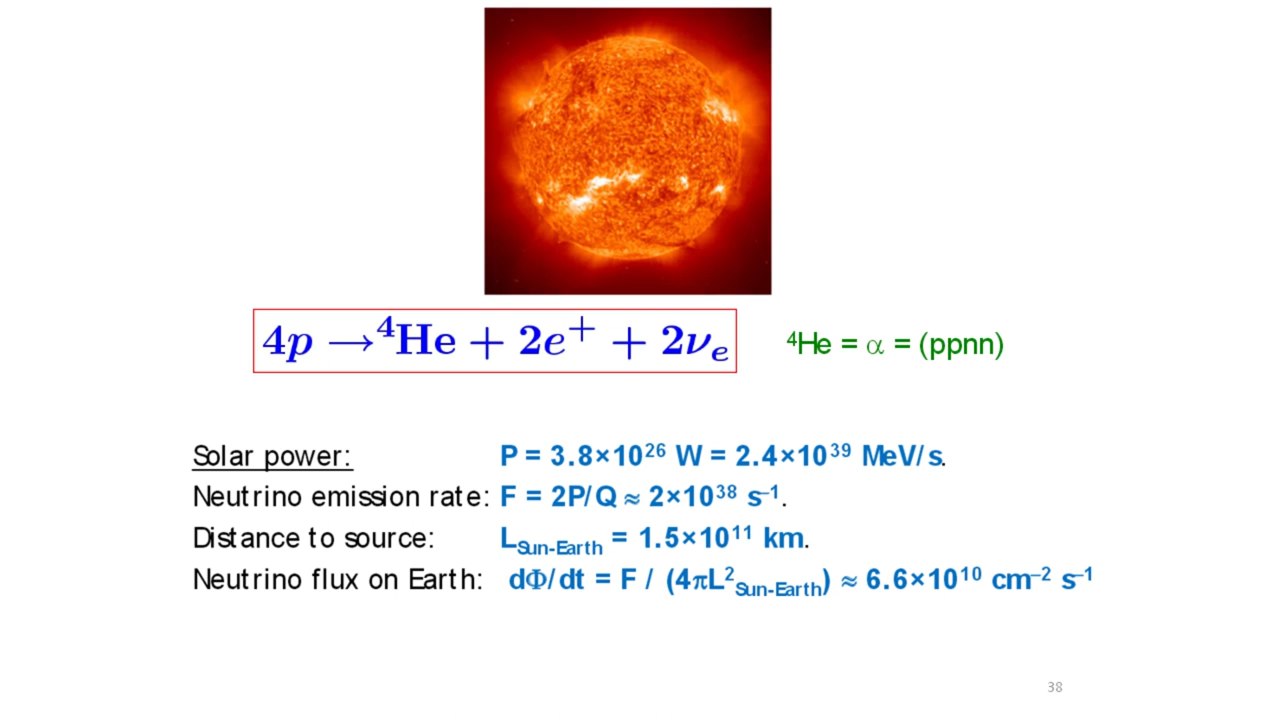 4p →⁴He + 2e⁺ + 2νₑ
⁴He = α = (ppnn)
Solar power: P = 3.8×10²⁶ W = 2.4×10³⁹ MeV/s.
Neutrino emission rate: F = 2P/Q ≈ 2×10³⁸ s⁻¹.
Distance to source: L_Sun-Earth = 1.5×10¹¹ km.
Neutrino flux on Earth: dΦ/dt = F / (4πL²_Sun-Earth) ≈ 6.6×10¹⁰ cm⁻² s⁻¹
38